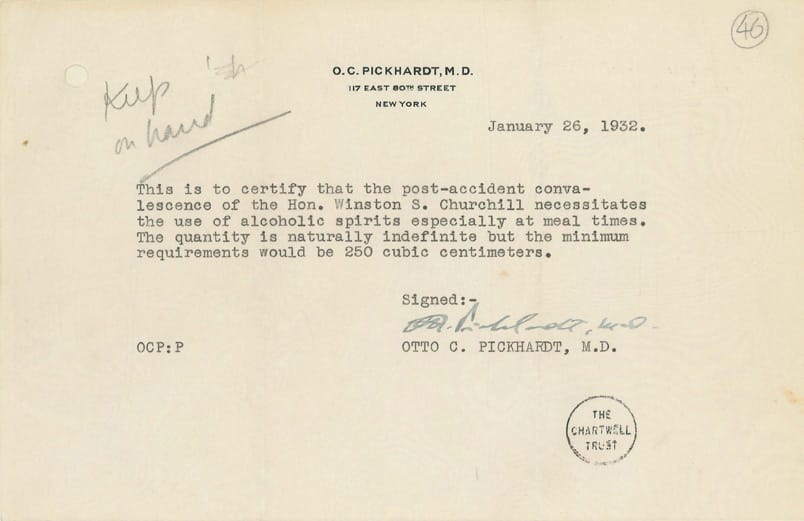 46
O. C. PICKHARDT, M. D.
117 EAST 80TH STREET
NEW YORK
Keep
on hand
January 26, 1932.
This is to certify that the post-accident conva-
lescence of the Hon. Winston S. Churchill necessitates
the use of alcoholic spirits especially at meal times.
The quantity is naturally indefinite but the minimum
requirements would be 250 cubic centimeters.
Signed:-
OCP:P
OTTO C. PICKHARDT, M.D.
THE
CHARTWELL
TRUST